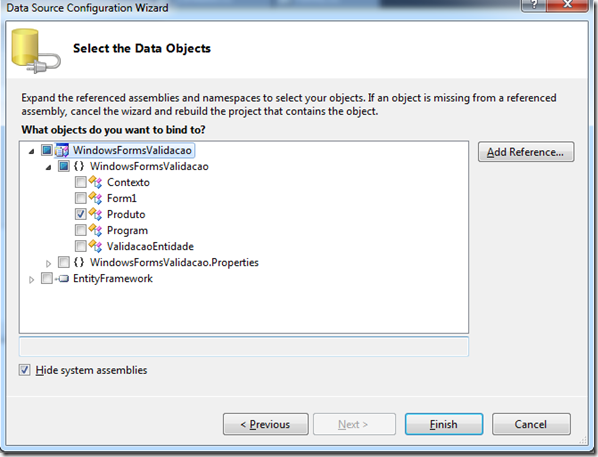 Data Source Configuration Wizard
?
Select the Data Objects
Expand the referenced assemblies and namespaces to select your objects. If an object is missing from a referenced
assembly, cancel the wizard and rebuild the project that contains the object.
What objects do you want to bind to?
WindowsFormsValidacao
Add Reference...
{ } WindowsFormsValidacao
Contexto
Form1
Produto
Program
ValidacaoEntidade
{ } WindowsFormsValidacao.Properties
EntityFramework
Hide system assemblies
< Previous
Next >
Finish
Cancel